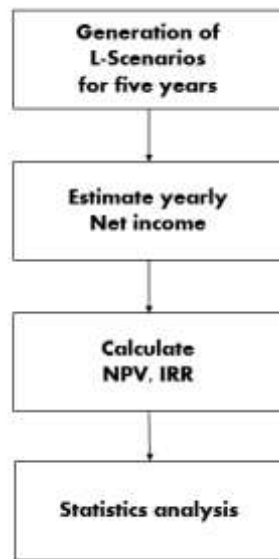 Generation of
L-Scenarios
for five years
Estimate yearly
Net income
Calculate
NPV, IRR
Statistics analysis